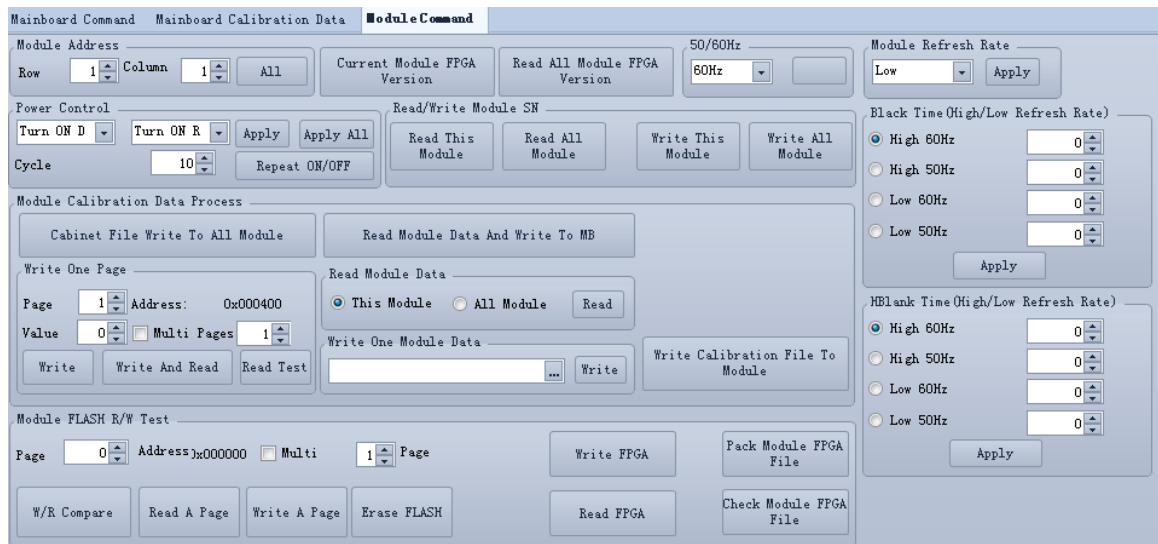 Mainboard Command Mainboard Calibration Data Module Command
Module Address
Row 1 Column 1 All
Current Module FPGA
Version
Read All Module FPGA
Version
50/60Hz
60Hz
Module Refresh Rate
Low Apply
Power Control
Turn ON D Turn ON R Apply Apply All
Cycle 10 Repeat ON/OFF
Read/Write Module SN
Read This
Module
Read All
Module
Write This
Module
Write All
Module
Black Time(High/Low Refresh Rate)
High 60Hz 0
High 50Hz 0
Low 60Hz 0
Low 50Hz 0
Apply
Module Calibration Data Process
Cabinet File Write To All Module Read Module Data And Write To MB
Write One Page
Page 1 Address: 0x000400
Value 0 Multi Pages 1
Write Write And Read Read Test
Read Module Data
This Module All Module Read
Write One Module Data
... Write
Write Calibration File To
Module
HBlank Time(High/Low Refresh Rate)
High 60Hz 0
High 50Hz 0
Low 60Hz 0
Low 50Hz 0
Apply
Module FLASH R/W Test
Page 0 Address )x000000 Multi 1 Page
W/R Compare Read A Page Write A Page Erase FLASH
Write FPGA
Pack Module FPGA
File
Read FPGA
Check Module FPGA
File